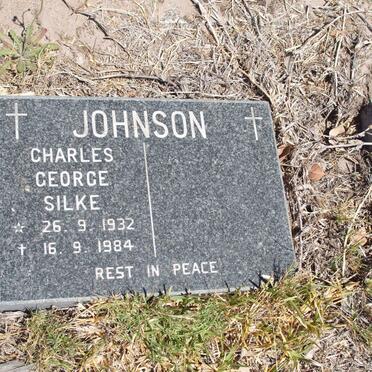 JOHNSON
CHARLES
GEORGE
SILKE
☆ 26. 9. 1932
† 16. 9. 1984
REST IN PEACE